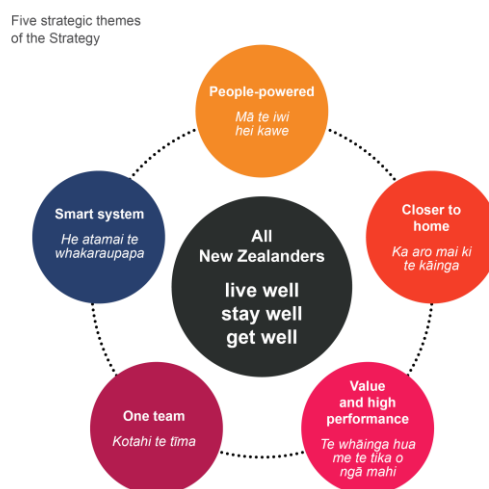 Five strategic themes
of the Strategy
People-powered
Mā te iwi
hei kawe
Closer to
home
Ka aro mai ki
te kāinga
Value
and high
performance
Te whāinga hua
me te tika o
ngā mahi
One team
Kotahi te tīma
Smart system
He atamai te
whakaraupapa
All
New Zealanders
live well
stay well
get well